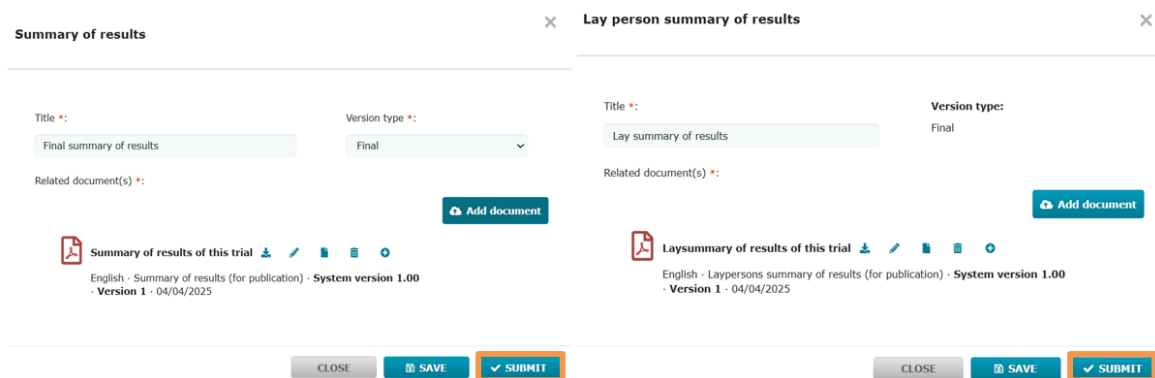 Summary of results
Title *:
Version type *:
Final summary of results
Final
Related document(s) *:
Add document
Summary of results of this trial
English · Summary of results (for publication) · System version 1.00
· Version 1 · 04/04/2025
CLOSE
SAVE
SUBMIT
Lay person summary of results
Title *:
Version type:
Lay summary of results
Final
Related document(s) *:
Add document
Laysummary of results of this trial
English · Laypersons summary of results (for publication) · System version 1.00
· Version 1 · 04/04/2025
CLOSE
SAVE
SUBMIT